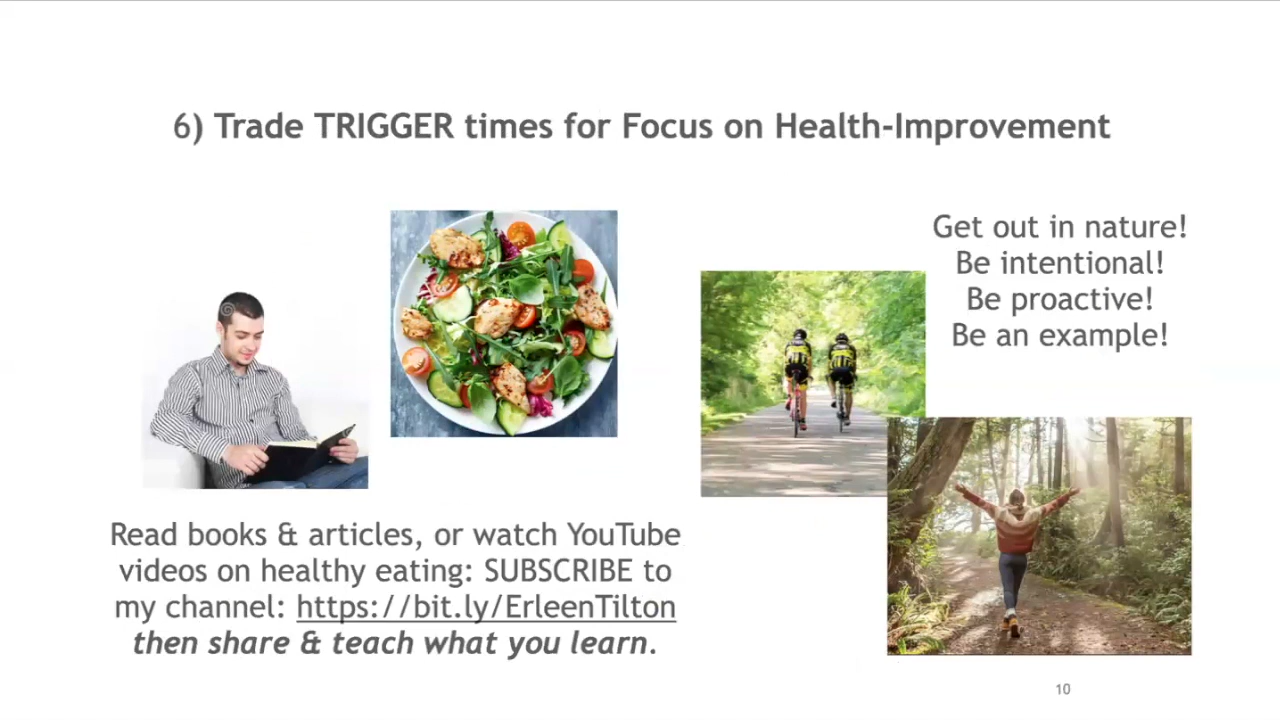 6) Trade TRIGGER times for Focus on Health-Improvement
Get out in nature!
Be intentional!
Be proactive!
Be an example!
Read books & articles, or watch YouTube
videos on healthy eating: SUBSCRIBE to
my channel: https://bit.ly/ErleenTilton
then share & teach what you learn.
10